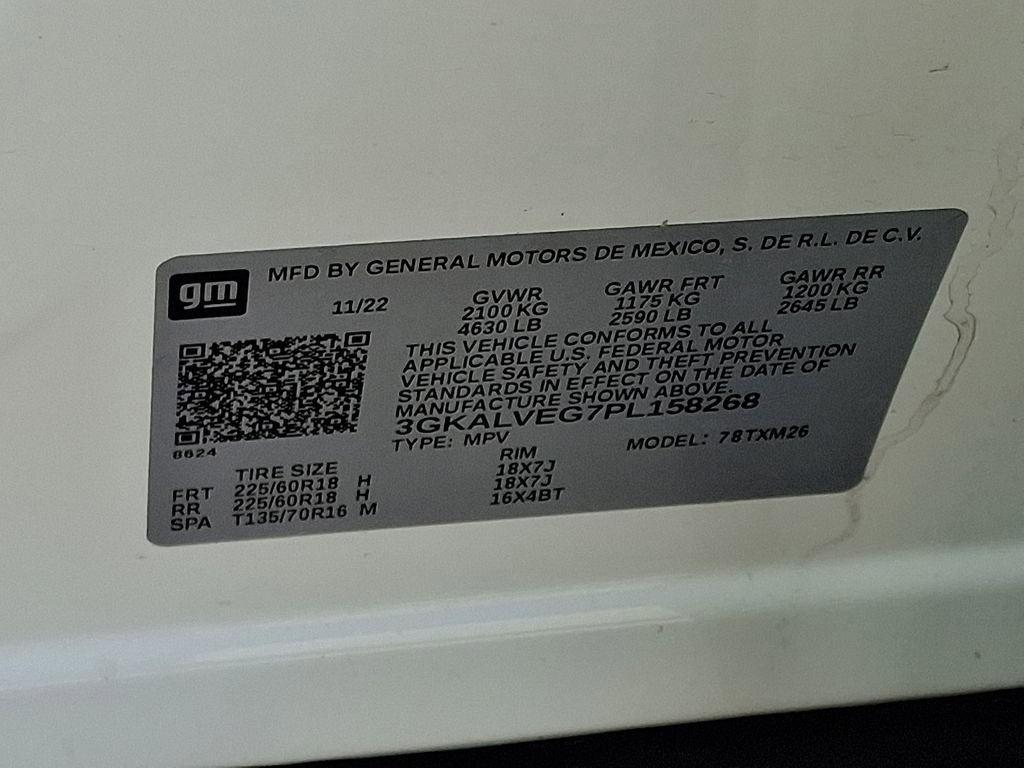 gm
MFD BY GENERAL MOTORS DE MEXICO, S. DE R.L. DE C.V.
11/22 GVWR GAWR FRT GAWR RR
2100 KG 1175 KG 1200 KG
4630 LB 2590 LB 2645 LB
THIS VEHICLE CONFORMS TO ALL
APPLICABLE U.S. FEDERAL MOTOR
VEHICLE SAFETY AND THEFT PREVENTION
STANDARDS IN EFFECT ON THE DATE OF
MANUFACTURE SHOWN ABOVE.
3GKALVEG7PL158268
8624
TYPE: MPV MODEL: 78TXM26
TIRE SIZE RIM
FRT 225/60R18 H 18X7J
RR 225/60R18 H 18X7J
SPA T135/70R16 M 16X4BT